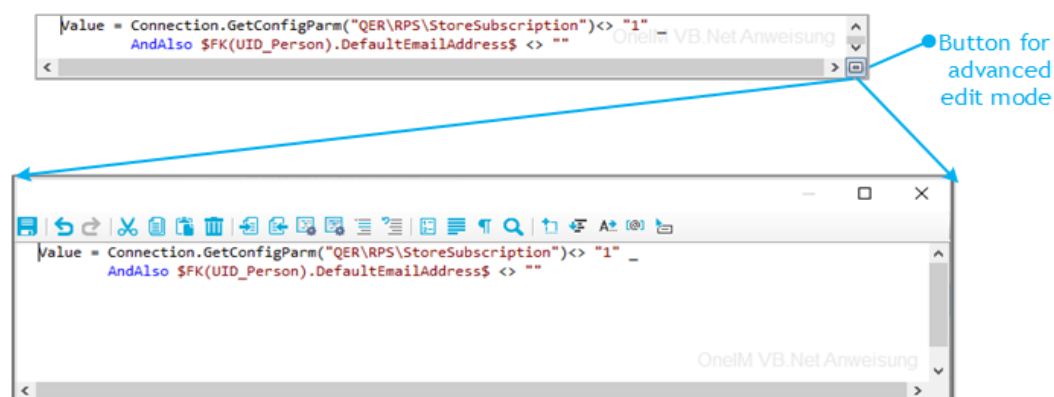 Value = Connection.GetConfigParm("QER\RPS\StoreSubscription")<> "1" _
AndAlso $FK(UID_Person).DefaultEmailAddress$ <> ""
OneIM VB.Net Anweisung
Button for
advanced
edit mode
Value = Connection.GetConfigParm("QER\RPS\StoreSubscription")<> "1" _
AndAlso $FK(UID_Person).DefaultEmailAddress$ <> ""
OneIM VB.Net Anweisung